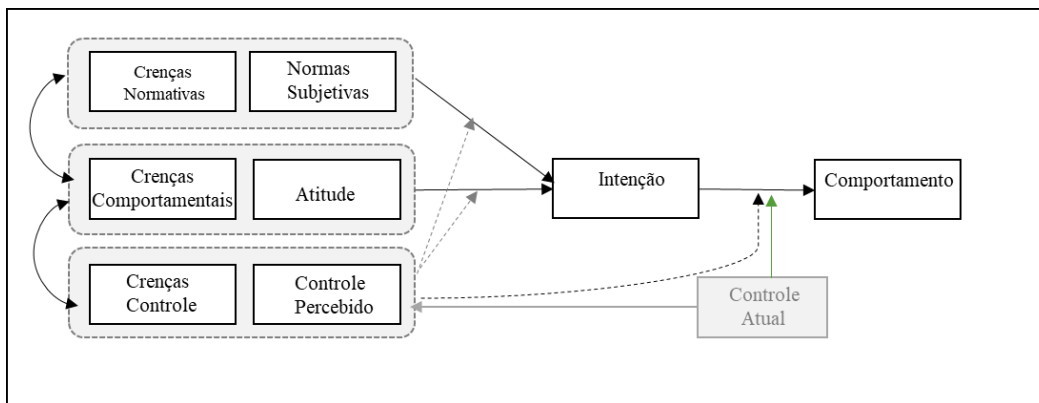 Crenças
Normativas
Normas
Subjetivas
Crenças
Comportamentais
Atitude
Intenção
Comportamento
Crenças
Controle
Controle
Percebido
Controle
Atual